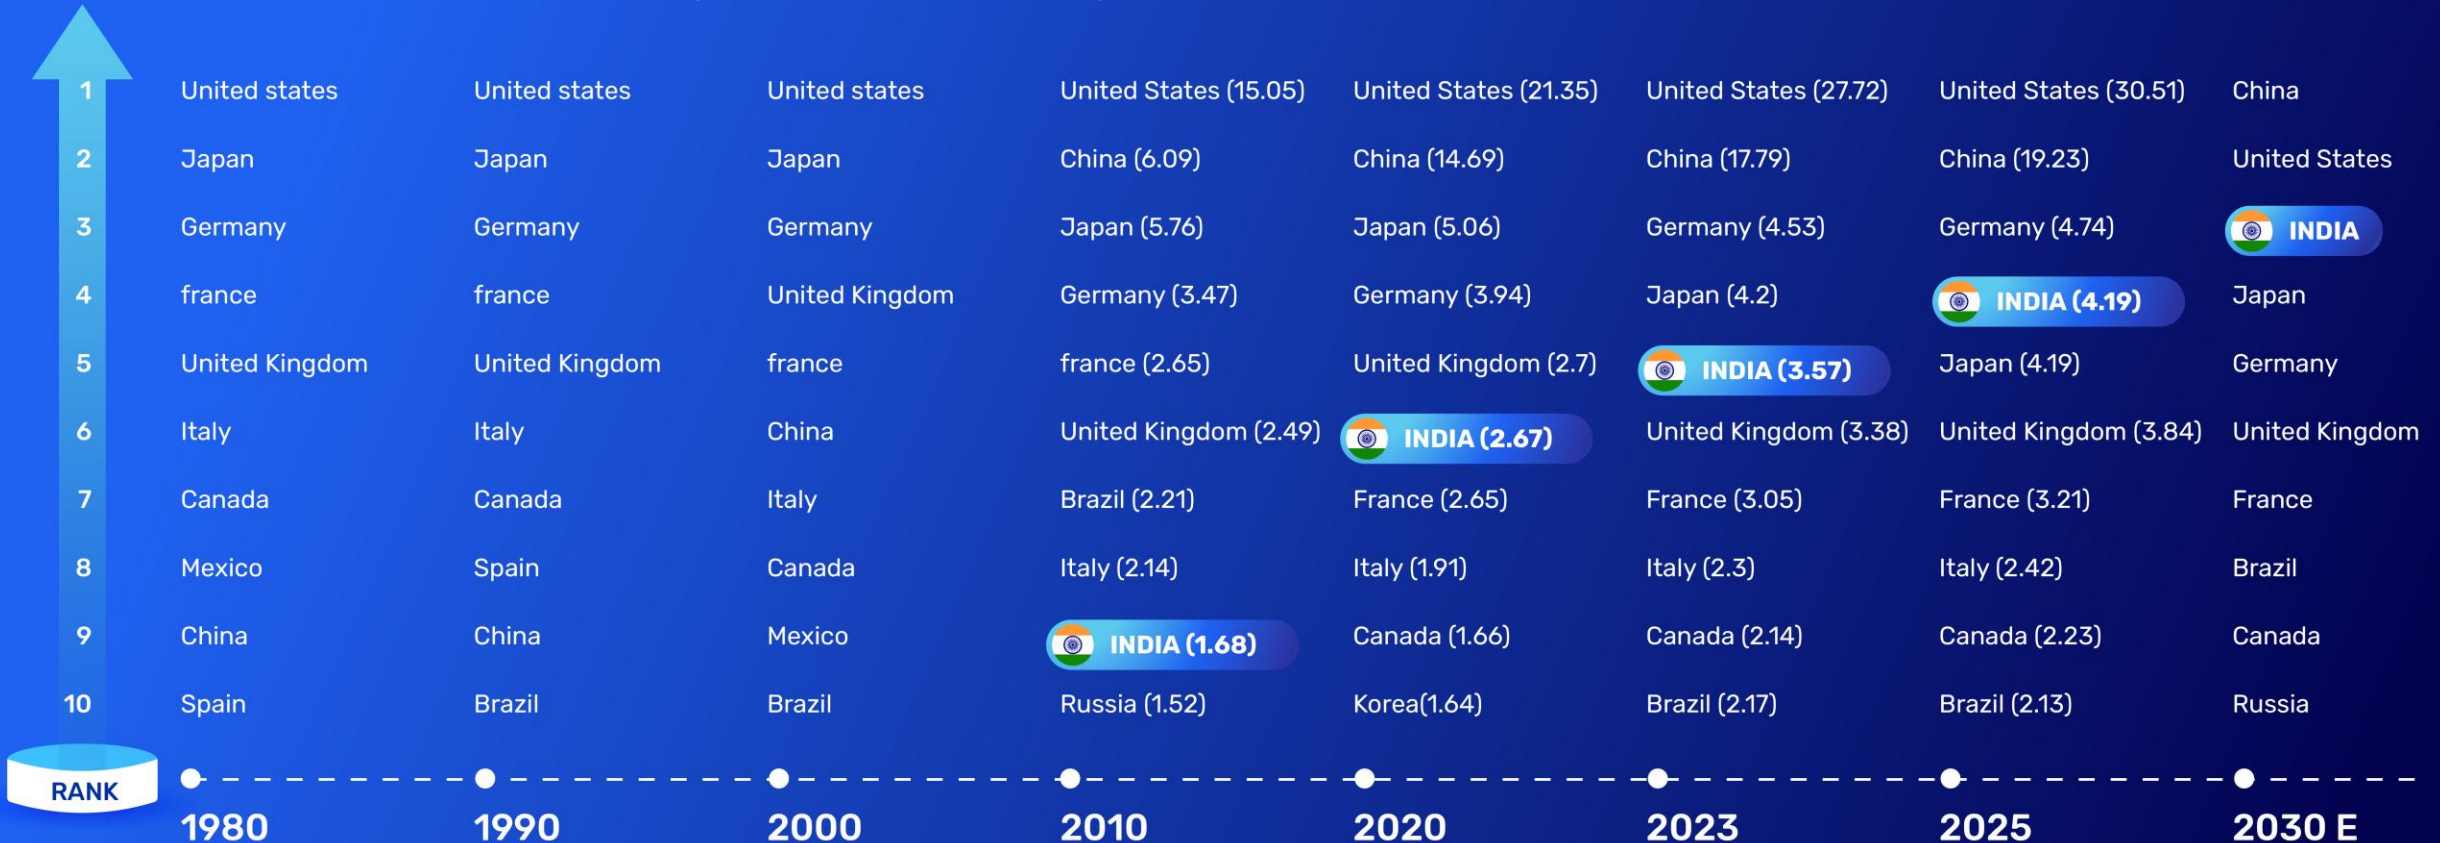 1 United states United states United states United States (15.05) United States (21.35) United States (27.72) United States (30.51) China
2 Japan Japan Japan China (6.09) China (14.69) China (17.79) China (19.23) United States
3 Germany Germany Germany Japan (5.76) Japan (5.06) Germany (4.53) Germany (4.74) INDIA
4 france france United Kingdom Germany (3.47) Germany (3.94) Japan (4.2) INDIA (4.19) Japan
5 United Kingdom United Kingdom france france (2.65) United Kingdom (2.7) INDIA (3.57) Japan (4.19) Germany
6 Italy Italy China United Kingdom (2.49) INDIA (2.67) United Kingdom (3.38) United Kingdom (3.84) United Kingdom
7 Canada Canada Italy Brazil (2.21) France (2.65) France (3.05) France (3.21) France
8 Mexico Spain Canada Italy (2.14) Italy (1.91) Italy (2.3) Italy (2.42) Brazil
9 China China Mexico INDIA (1.68) Canada (1.66) Canada (2.14) Canada (2.23) Canada
10 Spain Brazil Brazil Russia (1.52) Korea(1.64) Brazil (2.17) Brazil (2.13) Russia
RANK
1980 1990 2000 2010 2020 2023 2025 2030 E